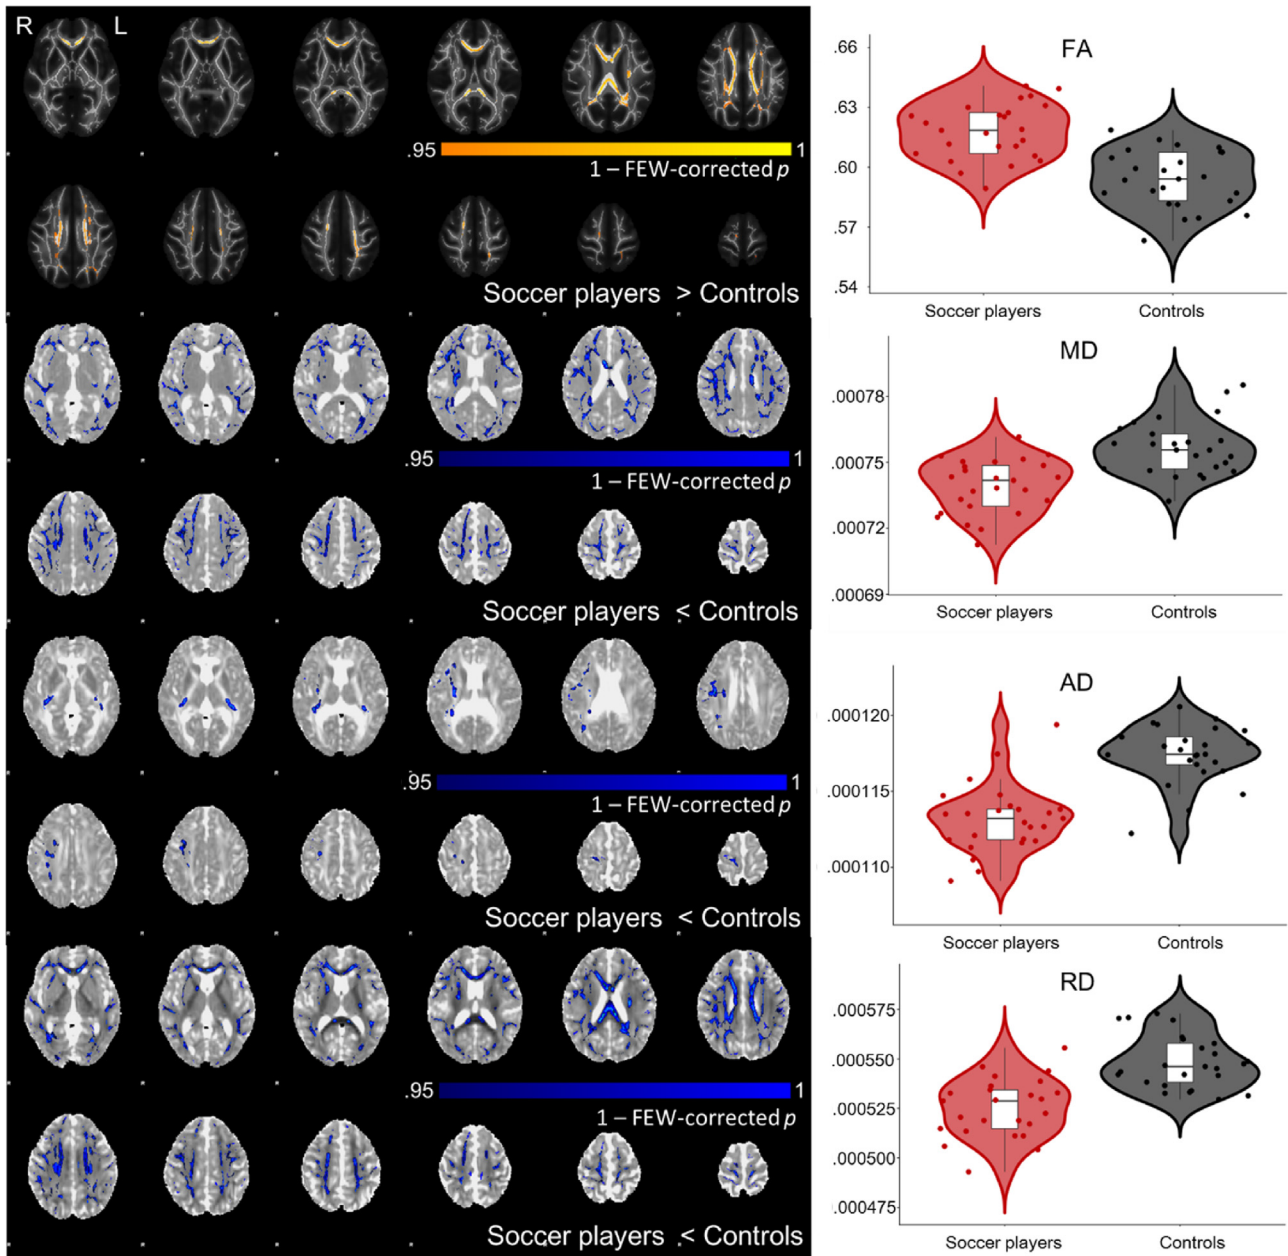 R L
.95 1
1 – FEW-corrected p
Soccer players > Controls
.95 1
1 – FEW-corrected p
Soccer players < Controls
.95 1
1 – FEW-corrected p
Soccer players < Controls
.95 1
1 – FEW-corrected p
Soccer players < Controls
FA
.66
.63
.60
.57
.54
Soccer players Controls
MD
.00078
.00075
.00072
.00069
Soccer players Controls
AD
.000120
.000115
.000110
Soccer players Controls
RD
.000575
.000550
.000525
.000500
.000475
Soccer players Controls